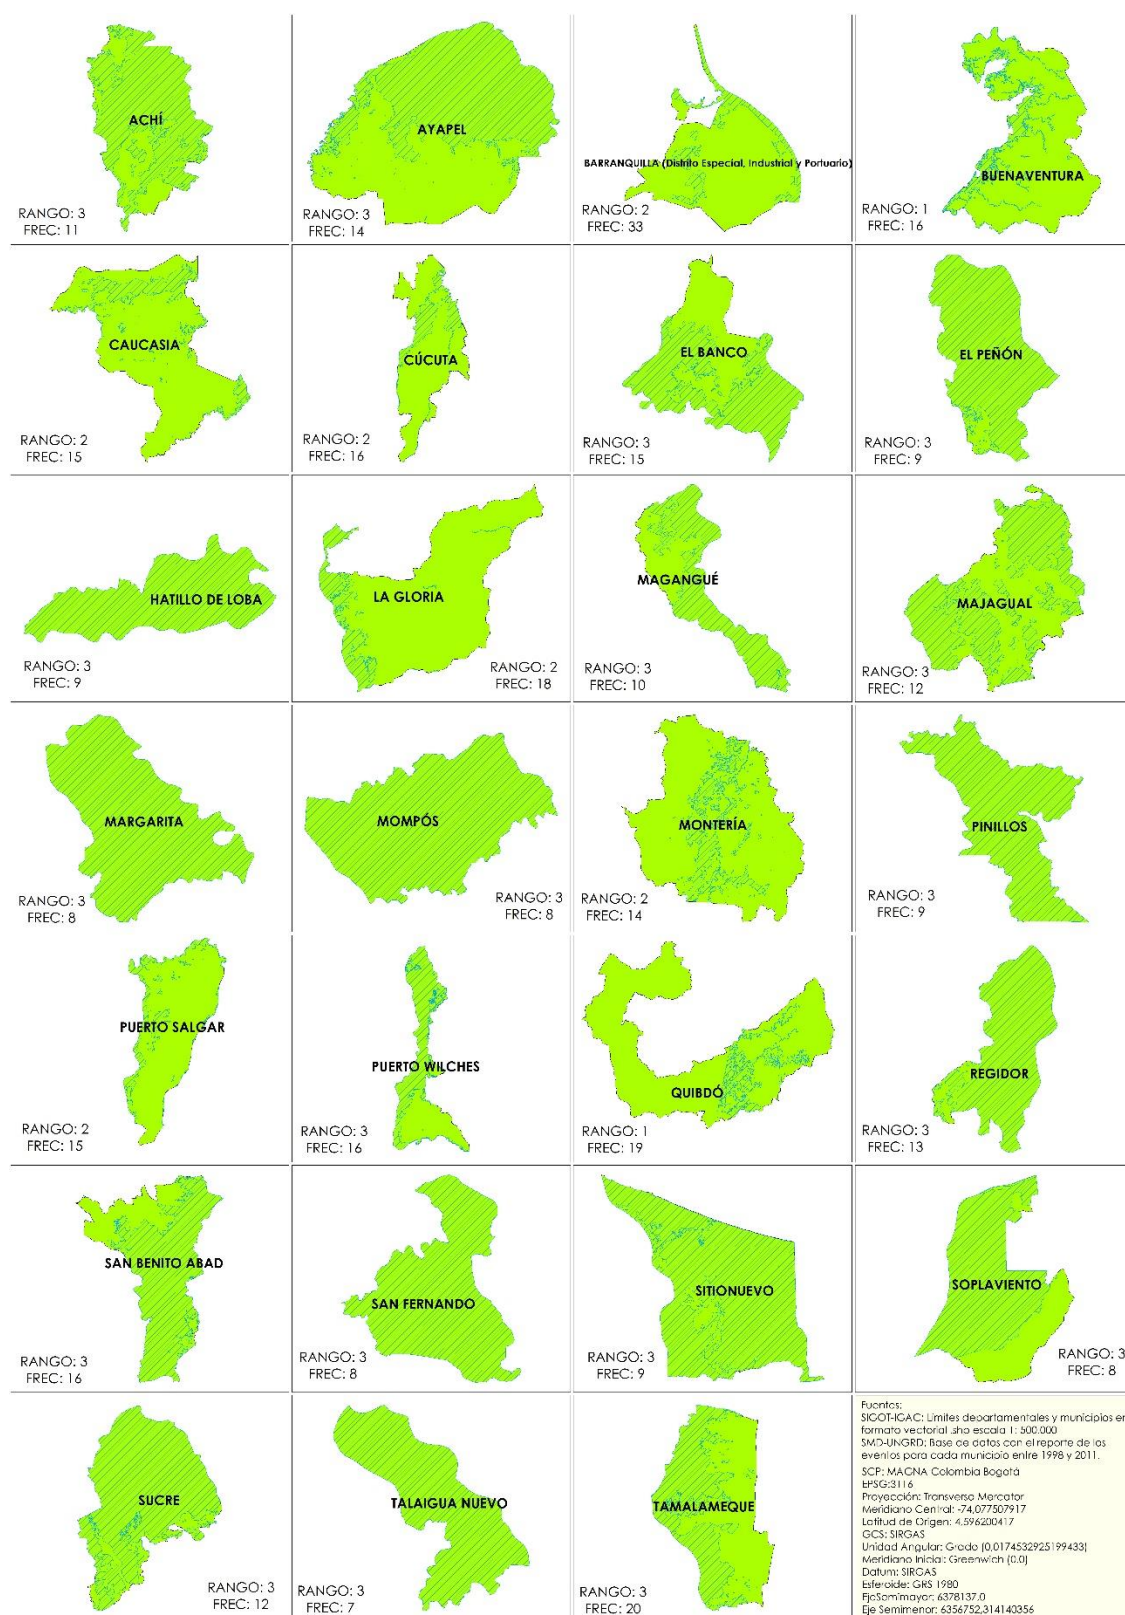 ACHÍ
RANGO: 3
FREC: 11
AYAPEL
RANGO: 3
FREC: 14
BARRANQUILLA (Distrito Especial, Industrial y Portuario)
RANGO: 2
FREC: 33
BUENAVENTURA
RANGO: 1
FREC: 16
CAUCASIA
RANGO: 2
FREC: 15
CÚCUTA
RANGO: 2
FREC: 16
EL BANCO
RANGO: 3
FREC: 15
EL PEÑÓN
RANGO: 3
FREC: 9
HATILLO DE LOBA
RANGO: 3
FREC: 9
LA GLORIA
RANGO: 2
FREC: 18
MAGANGUÉ
RANGO: 3
FREC: 10
MAJAGUAL
RANGO: 3
FREC: 12
MARGARITA
RANGO: 3
FREC: 8
MOMPÓS
RANGO: 3
FREC: 8
MONTERÍA
RANGO: 2
FREC: 14
PINILLOS
RANGO: 3
FREC: 9
PUERTO SALGAR
RANGO: 2
FREC: 15
PUERTO WILCHES
RANGO: 3
FREC: 16
QUIBDÓ
RANGO: 1
FREC: 19
REGIDOR
RANGO: 3
FREC: 13
SAN BENITO ABAD
RANGO: 3
FREC: 16
SAN FERNANDO
RANGO: 3
FREC: 8
SITIONUEVO
RANGO: 3
FREC: 9
SOPLAVIENTO
RANGO: 3
FREC: 8
SUCRE
RANGO: 3
FREC: 12
TALAIGUA NUEVO
RANGO: 3
FREC: 7
TAMALAMEQUE
RANGO: 3
FREC: 20
Fuentes:
SIGOT-IGAC: Límites departamentales y municipios en
formato vectorial .shp escala 1: 500.000
SMD-UNGRD: Base de datos con el reporte de los
eventos para cada municipio entre 1998 y 2011.
SCP: MAGNA Colombia Bogotá
EPSG:3116
Proyección: Transverse Mercator
Meridiano Central: -74,077507917
Latitud de Origen: 4,596200417
GCS: SIRGAS
Unidad Angular: Grado (0,0174532925199433)
Meridiano Inicial: Greenwich (0.0)
Datum: SIRGAS
Esferoide: GRS 1980
EjeSemimayor: 6378137,0
Eje Semimenor: 6356752,314140356